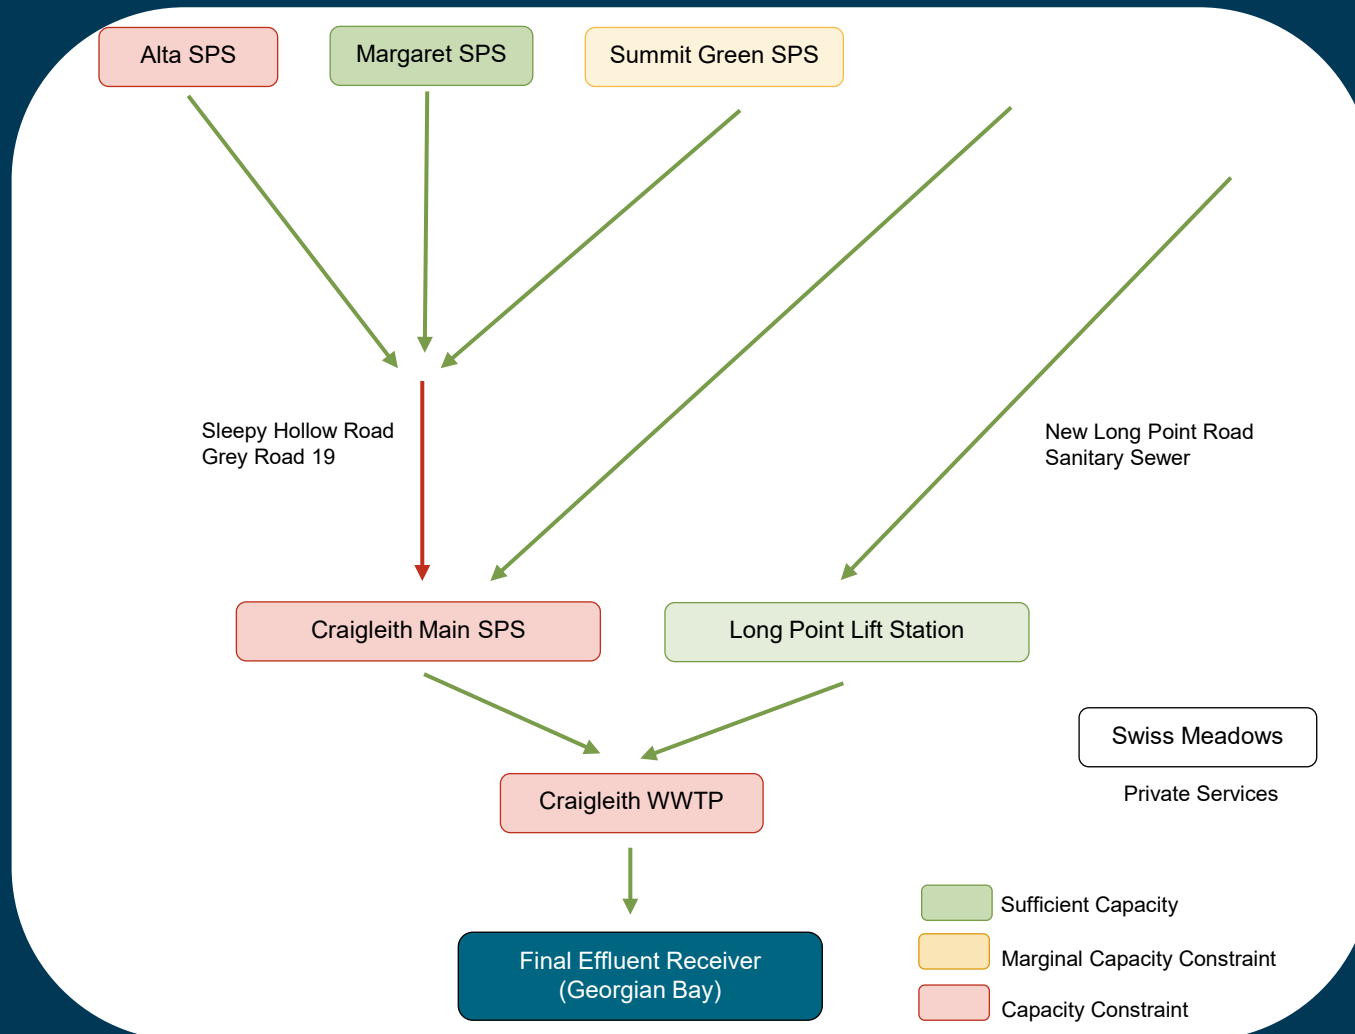 Alta SPS
Margaret SPS
Summit Green SPS
Sleepy Hollow Road
Grey Road 19
New Long Point Road
Sanitary Sewer
Craigleith Main SPS
Long Point Lift Station
Swiss Meadows
Private Services
Craigleith WWTP
Final Effluent Receiver
(Georgian Bay)
Sufficient Capacity
Marginal Capacity Constraint
Capacity Constraint